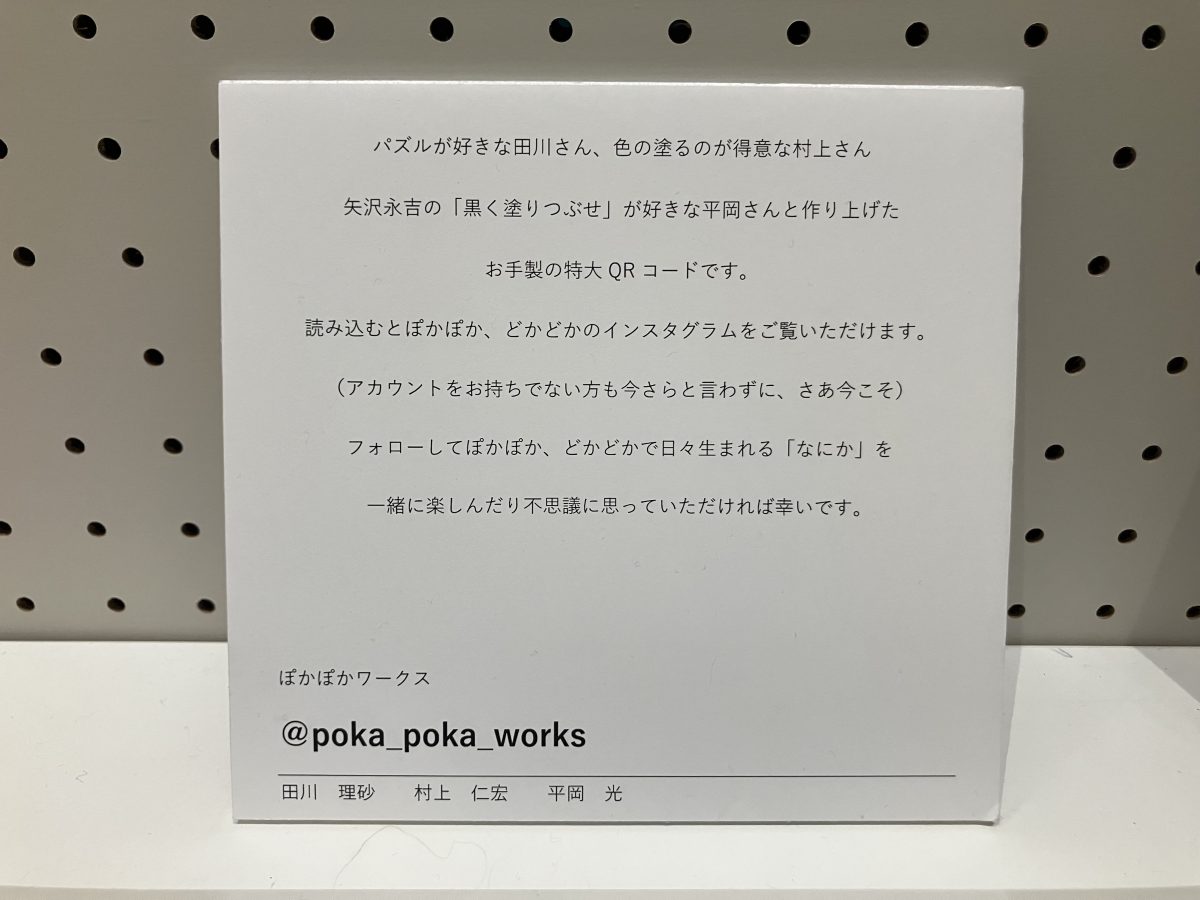 パズルが好きな田川さん、色の塗るのが得意な村上さん
矢沢永吉の「黒く塗りつぶせ」が好きな平岡さんと作り上げた
お手製の特大QRコードです。
読み込むとぽかぽか、どかどかのインスタグラムをご覧いただけます。
（アカウントをお持ちでない方も今さらと言わずに、さあ今こそ）
フォローしてぽかぽか、どかどかで日々生まれる「なにか」を
一緒に楽しんだり不思議に思っていただければ幸いです。
ぽかぽかワークス
@poka_poka_works
田川　理砂　　村上　仁宏　　平岡　光